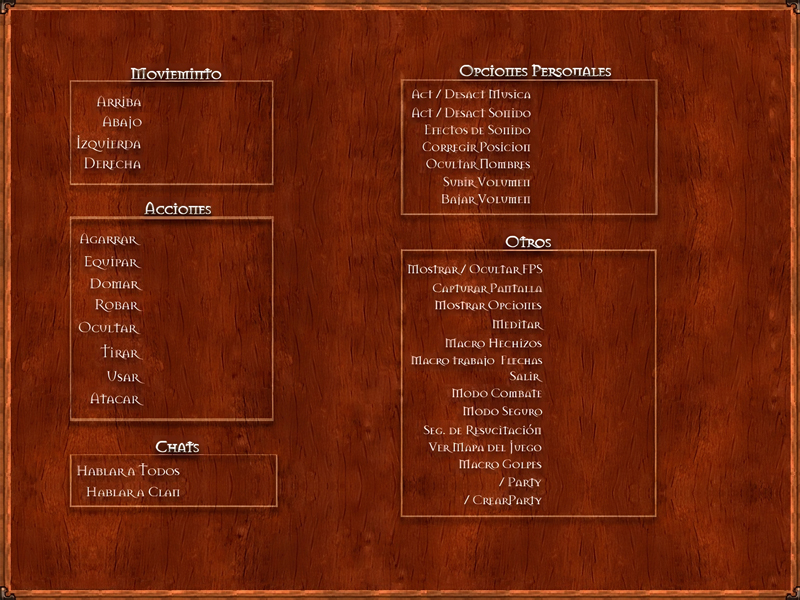 Movieminto
Arriba
Abajo
Izquierda
Derecha
Acciones
Agarrar
Equipar
Domar
Robar
Ocultar
Tirar
Usar
Atacar
Chats
Hablar a Todos
Hablar a Clan
Opciones Personales
Act / Desact Musica
Act / Desact Sonido
Efectos de Sonido
Corregir Posicion
Ocultar Nombres
Subir Volumen
Bajar Volumen
Otros
Mostrar / Ocultar FPS
Capturar Pantalla
Mostrar Opciones
Meditar
Macro Hechizos
Macro trabajo Flechas
Salir
Modo Combate
Modo Seguro
Seg. de Resucitación
Ver Mapa del Juego
Macro Golpes
/ Party
/ CrearParty